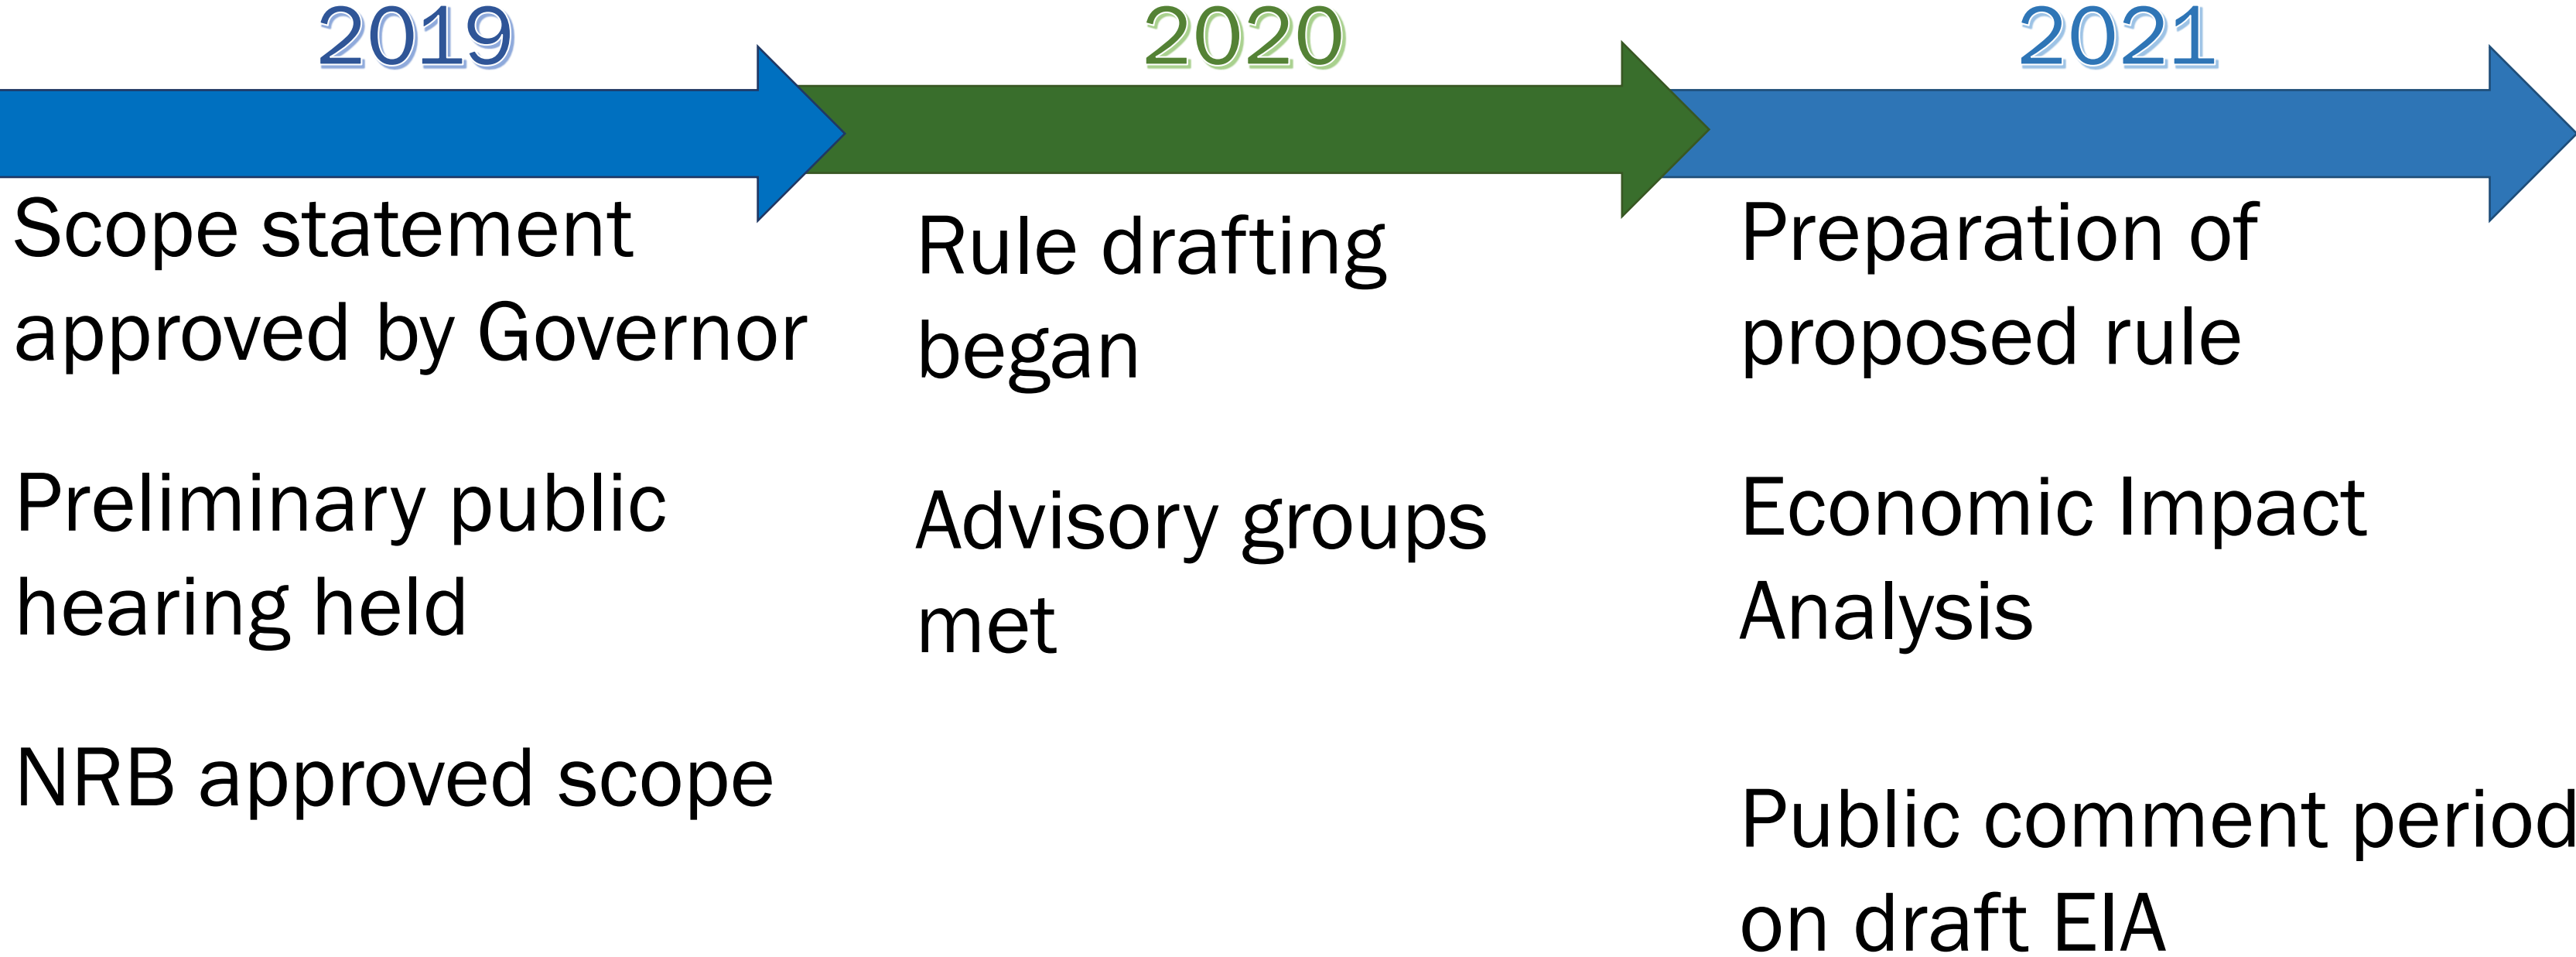 2019
Scope statement
approved by Governor
Preliminary public
hearing held
NRB approved scope
2020
Rule drafting
began
Advisory groups
met
2021
Preparation of
proposed rule
Economic Impact
Analysis
Public comment period
on draft EIA